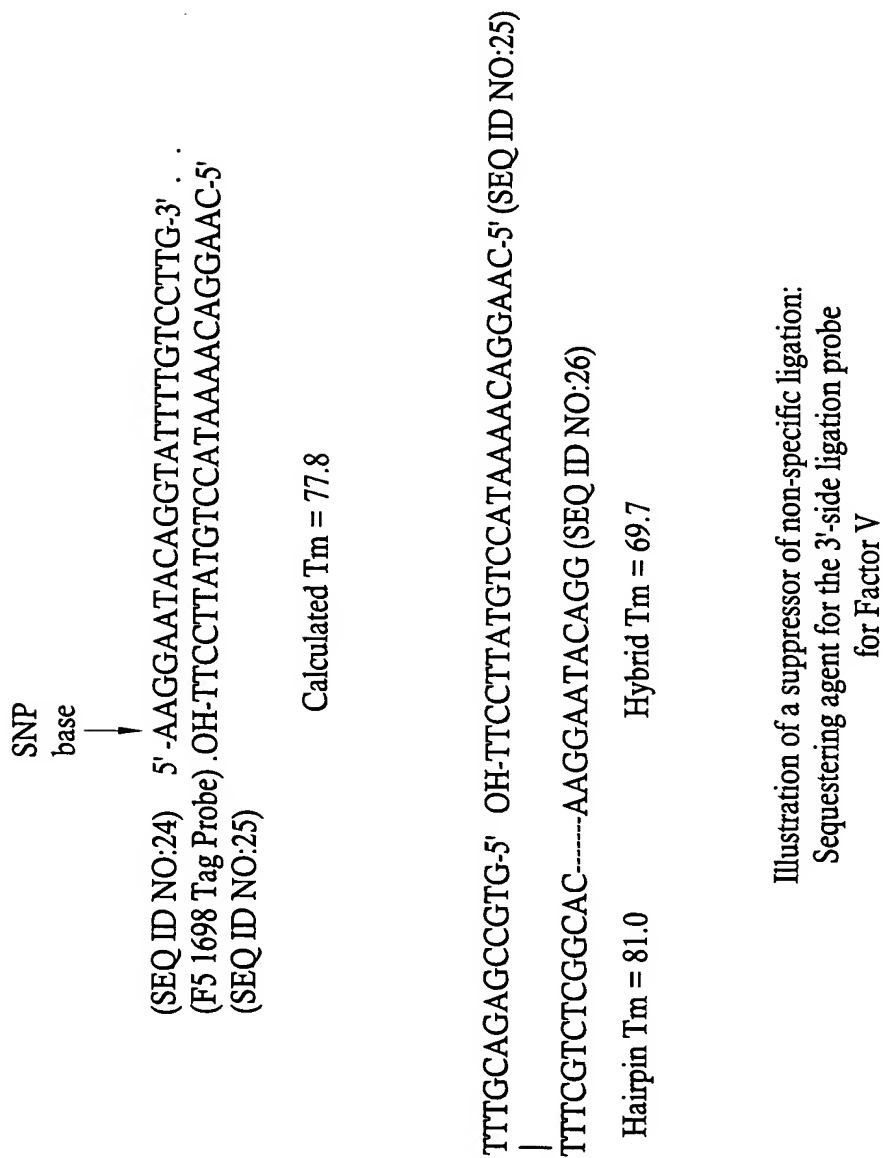 SNP
base
(SEQ ID NO:24) 5' -AAGGAATACAGGTATTTTGTCCTTG-3' . .
(F5 1698 Tag Probe) .OH-TTCCTTATGTCCATAAAACAGGAAC-5'
(SEQ ID NO:25)
Calculated Tm = 77.8
TTTGCAGAGCCGTG-5' OH-TTCCTTATGTCCATAAAACAGGAAC-5' (SEQ ID NO:25)
TTTCGTCTCGGCAC-------AAGGAATACAGG (SEQ ID NO:26)
Hairpin Tm = 81.0 Hybrid Tm = 69.7
Illustration of a suppressor of non-specific ligation:
Sequestering agent for the 3'-side ligation probe
for Factor V